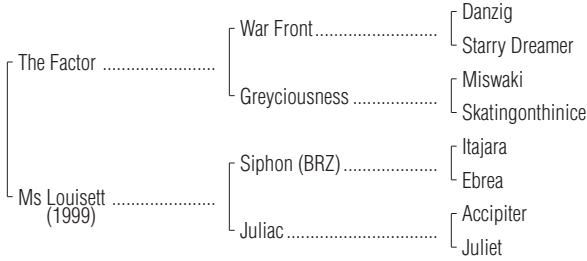 The Factor ........................
War Front...........................
Danzig
Starry Dreamer
Greyciousness ..................
Miswaki
Skatingonthinice
Ms Louisett ......................
(1999)
Siphon (BRZ)....................
Itajara
Ebrea
Juliac................................
Accipiter
Juliet